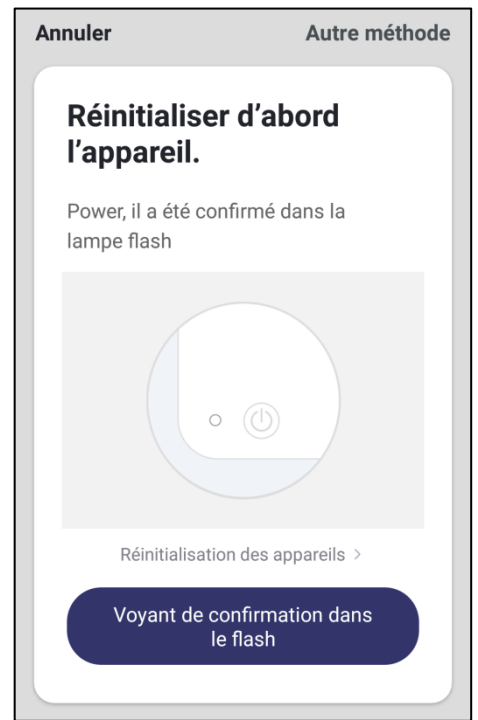 Annuler
Autre méthode
Réinitialiser d’abord
l’appareil.
Power, il a été confirmé dans la
lampe flash
Réinitialisation des appareils >
Voyant de confirmation dans
le flash